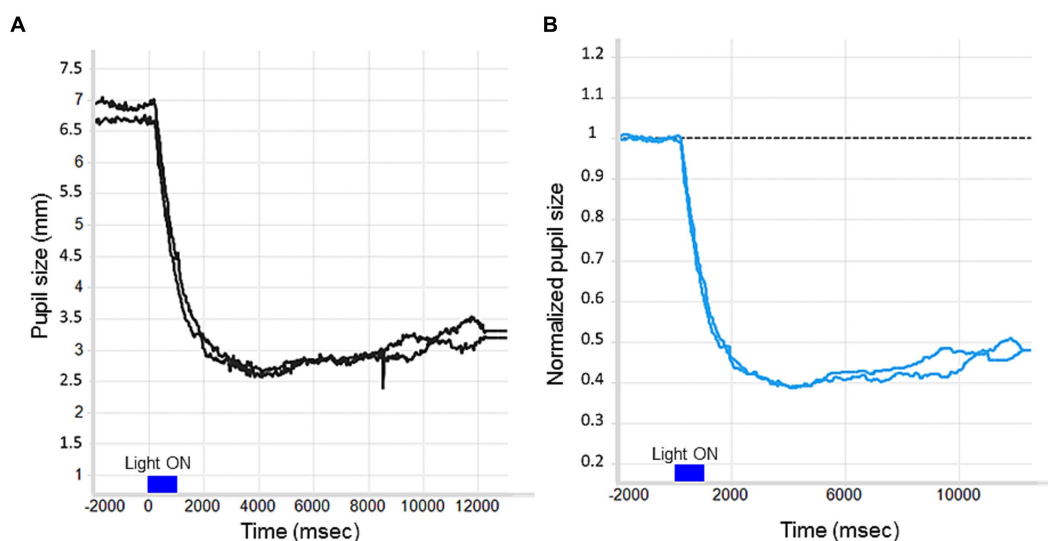 A
Pupil size (mm)
7.5
7
6.5
6
5.5
5
4.5
4
3.5
3
2.5
2
1.5
1
Light ON
-2000 0 2000 4000 6000 8000 10000 12000
Time (msec)
B
Normalized pupil size
1.2
1.1
1
0.9
0.8
0.7
0.6
0.5
0.4
0.3
0.2
Light ON
-2000 2000 6000 10000
Time (msec)